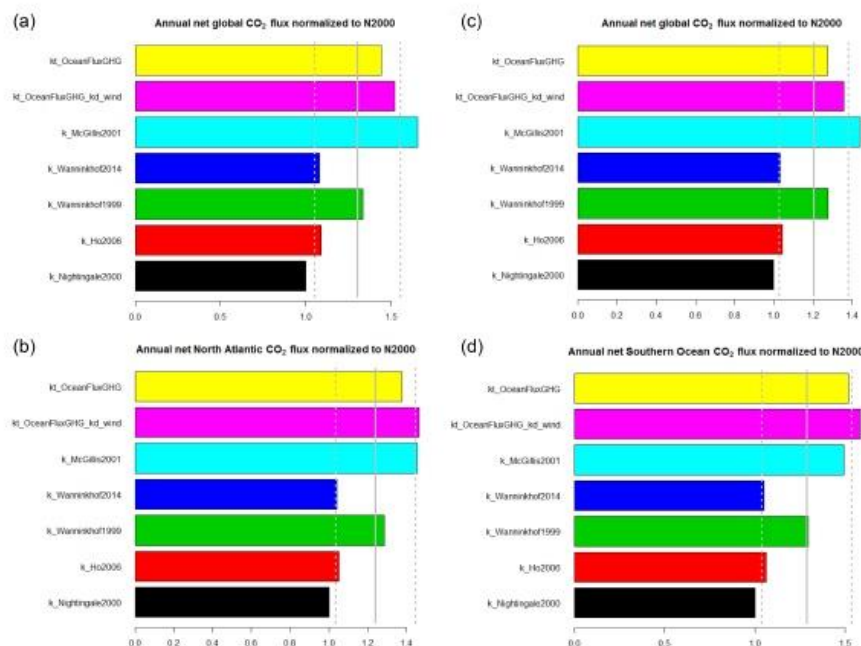 (a)
Annual net global CO2 flux normalized to N2000
kt_OceanFluxGHG
kt_OceanFluxGHG_kd_wind
k_McGillis2001
k_Wanninkhof2014
k_Wanninkhof1999
k_Ho2006
k_Nightingale2000
0.0 0.5 1.0 1.5
(c)
Annual net global CO2 flux normalized to N2000
kt_OceanFluxGHG
kt_OceanFluxGHG_kd_wind
k_McGillis2001
k_Wanninkhof2014
k_Wanninkhof1999
k_Ho2006
k_Nightingale2000
0.0 0.2 0.4 0.6 0.8 1.0 1.2 1.4
(b)
Annual net North Atlantic CO2 flux normalized to N2000
kt_OceanFluxGHG
kt_OceanFluxGHG_kd_wind
k_McGillis2001
k_Wanninkhof2014
k_Wanninkhof1999
k_Ho2006
k_Nightingale2000
0.0 0.2 0.4 0.6 0.8 1.0 1.2 1.4
(d)
Annual net Southern Ocean CO2 flux normalized to N2000
kt_OceanFluxGHG
kt_OceanFluxGHG_kd_wind
k_McGillis2001
k_Wanninkhof2014
k_Wanninkhof1999
k_Ho2006
k_Nightingale2000
0.0 0.5 1.0 1.5